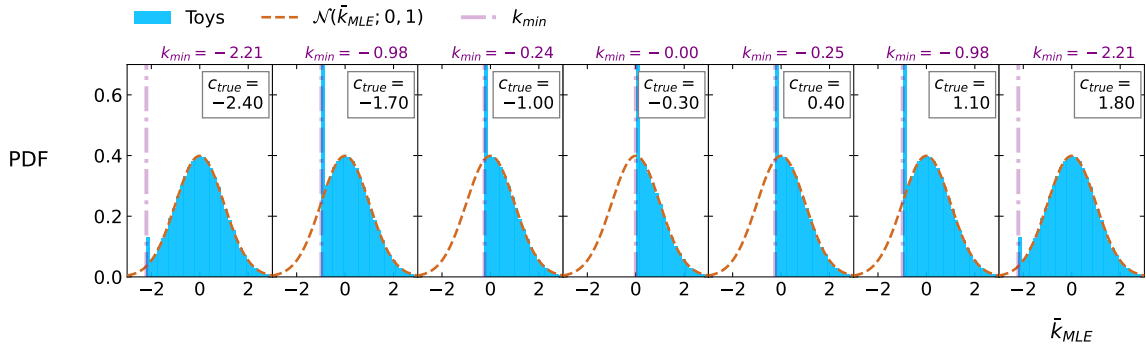 Toys N(k̄_MLE; 0, 1) k_min
k_min = −2.21 k_min = −0.98 k_min = −0.24 k_min = −0.00 k_min = −0.25 k_min = −0.98 k_min = −2.21
c_true = c_true = c_true = c_true = c_true = c_true = c_true =
−2.40 −1.70 −1.00 −0.30 0.40 1.10 1.80
0.6
PDF
0.4
0.2
0.0
−2 0 2 −2 0 2 −2 0 2 −2 0 2 −2 0 2 −2 0 2 −2 0 2
k̄_MLE